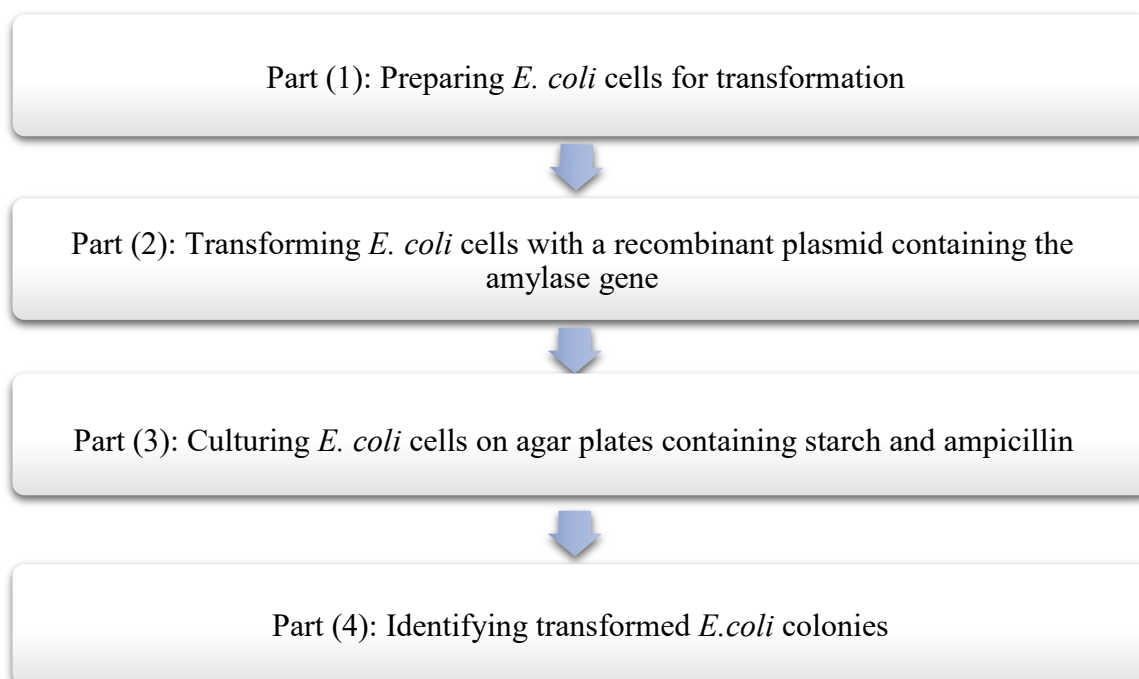 Part (1): Preparing E. coli cells for transformation
Part (2): Transforming E. coli cells with a recombinant plasmid containing the
amylase gene
Part (3): Culturing E. coli cells on agar plates containing starch and ampicillin
Part (4): Identifying transformed E.coli colonies